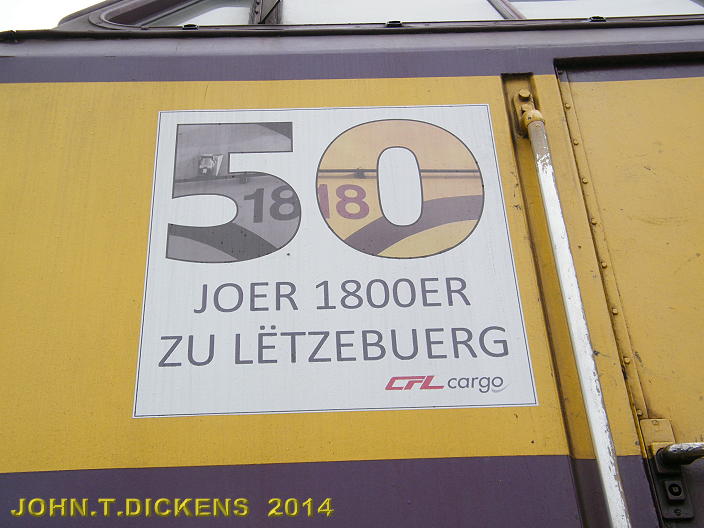 50
18 18
JOER 1800ER
ZU LËTZEBUERG
CFL cargo
JOHN.T.DICKENS 2014